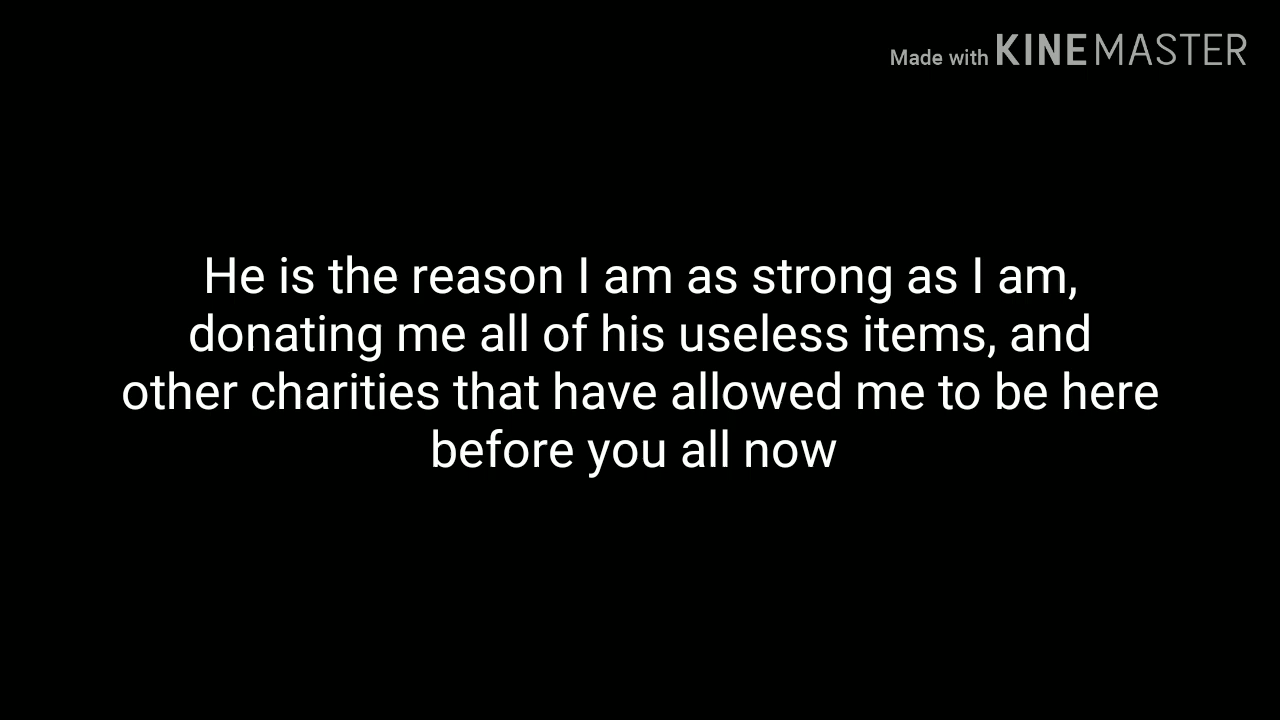 Made with KINEMASTER
He is the reason I am as strong as I am,
donating me all of his useless items, and
other charities that have allowed me to be here
before you all now